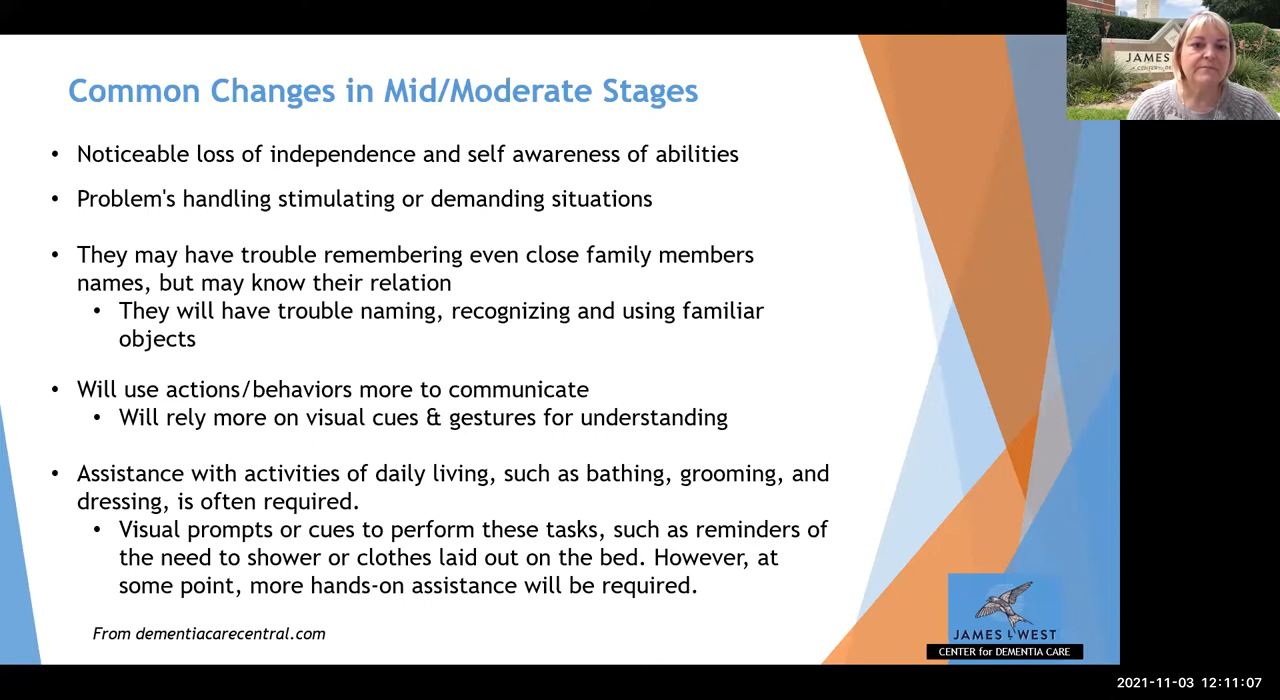 JAMES
Common Changes in Mid/Moderate Stages
• Noticeable loss of independence and self awareness of abilities
• Problem's handling stimulating or demanding situations
• They may have trouble remembering even close family members
names, but may know their relation
• They will have trouble naming, recognizing and using familiar
objects
• Will use actions/behaviors more to communicate
• Will rely more on visual cues & gestures for understanding
• Assistance with activities of daily living, such as bathing, grooming, and
dressing, is often required.
• Visual prompts or cues to perform these tasks, such as reminders of
the need to shower or clothes laid out on the bed. However, at
some point, more hands-on assistance will be required.
From dementiacarecentral.com
JAMES L WEST
CENTER for DEMENTIA CARE
2021-11-03 12:11:07